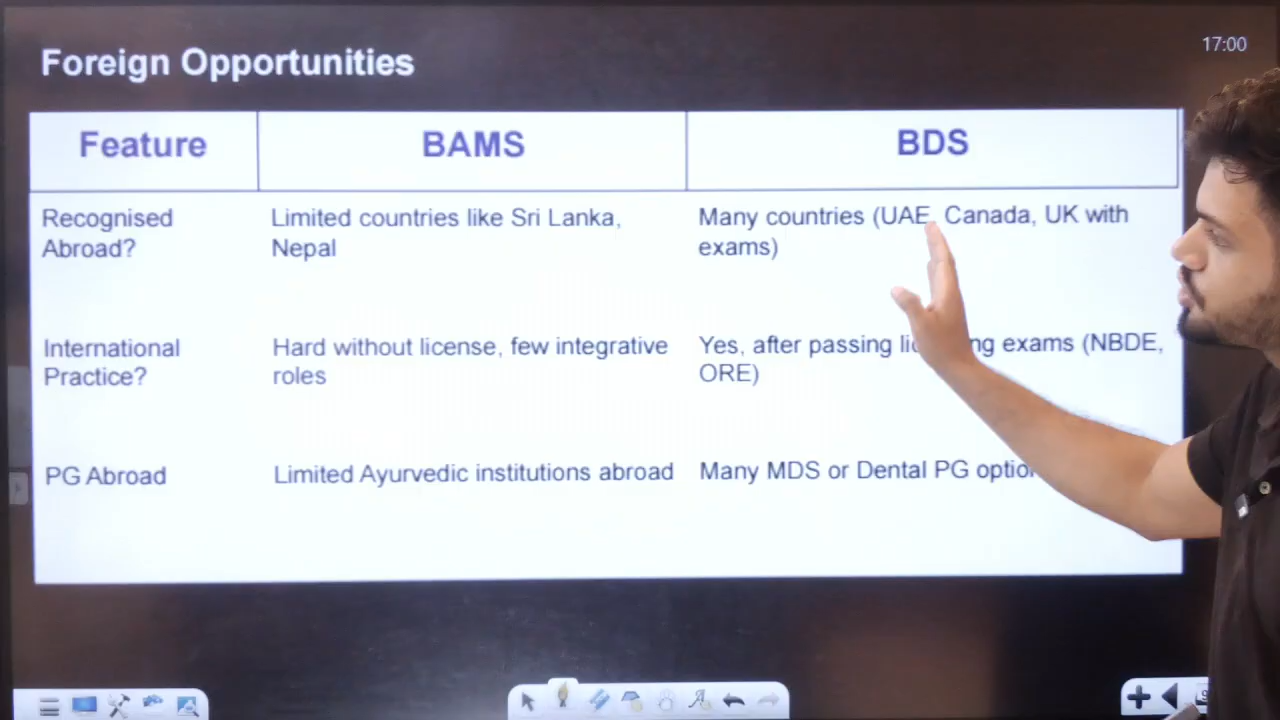 Foreign Opportunities
17:00
Feature
BAMS
BDS
Recognised
Abroad?
Limited countries like Sri Lanka,
Nepal
Many countries (UAE, Canada, UK with
exams)
International
Practice?
Hard without license, few integrative
roles
Yes, after passing exams (NBDE,
ORE)
PG Abroad
Limited Ayurvedic institutions abroad
Many MDS or Dental PG